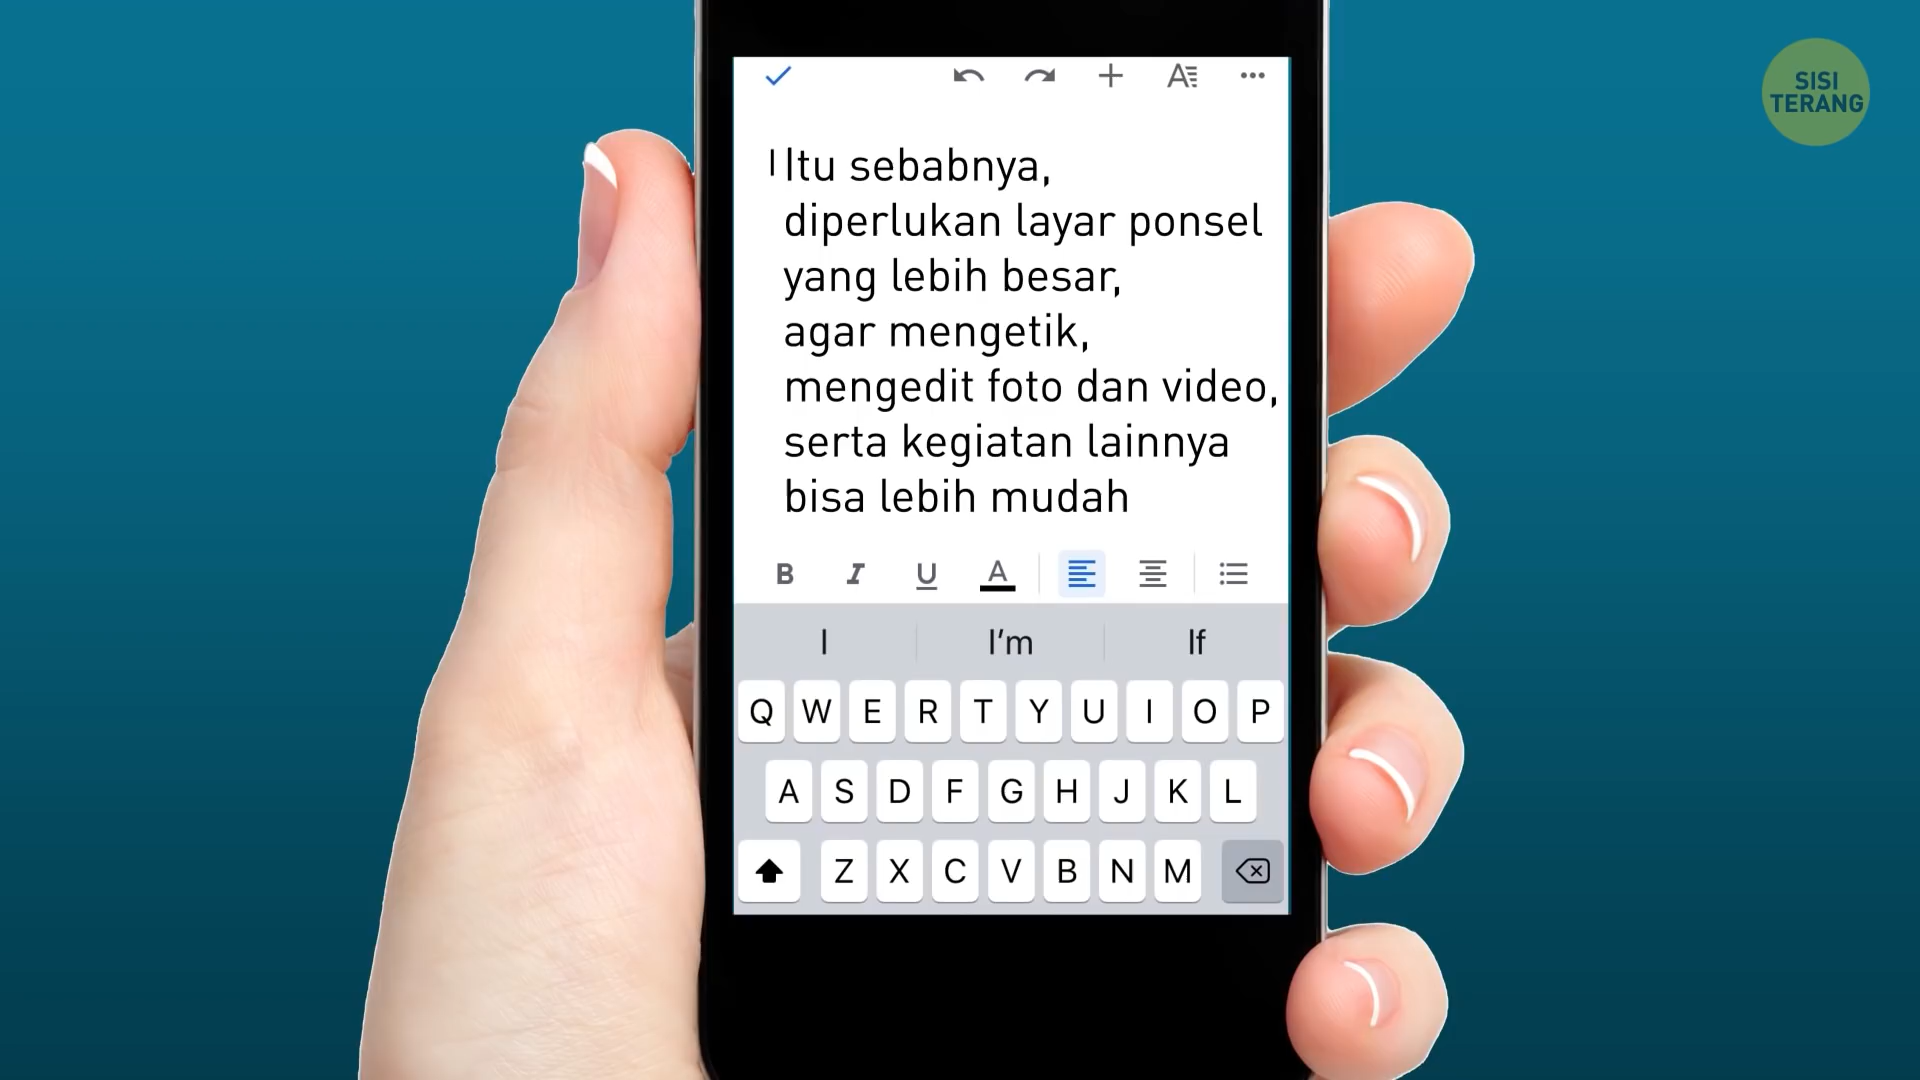 SISI
TERANG
Itu sebabnya,
diperlukan layar ponsel
yang lebih besar,
agar mengetik,
mengedit foto dan video,
serta kegiatan lainnya
bisa lebih mudah
B I U A
I I'm If
Q W E R T Y U I O P
A S D F G H J K L
Z X C V B N M